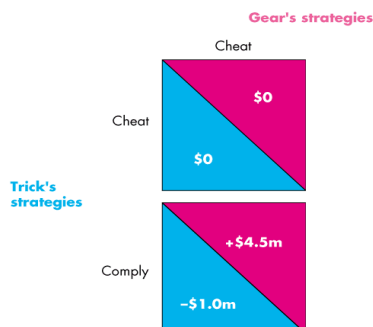 Gear's strategies
Cheat
Cheat
$0
$0
Trick's
strategies
+$4.5m
Comply
–$1.0m